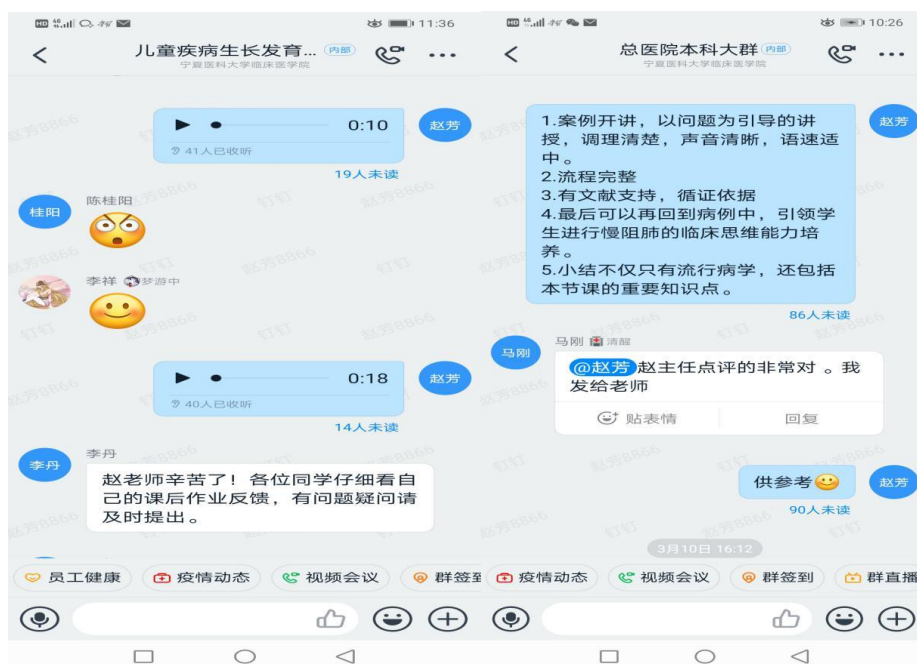 HD 46 11:36
儿童疾病生长发育... 内部
宁夏医科大学临床医学院
赵芳8866
0:10
赵芳
41人已收听
19人未读
陈桂阳
桂阳
李祥 梦游中
0:18
赵芳
40人已收听
14人未读
李丹
李丹
赵老师辛苦了！各位同学仔细看自
己的课后作业反馈，有问题疑问请
及时提出。
员工健康 疫情动态 视频会议 群签到
HD 10:26
总医院本科大群 内部
宁夏医科大学临床医学院
赵芳
1.案例开讲，以问题为引导的讲
授，调理清楚，声音清晰，语速适
中。
2.流程完整
3.有文献支持，循证依据
4.最后可以再回到病例中，引领学
生进行慢阻肺的临床思维能力培
养。
5.小结不仅只有流行病学，还包括
本节课的重要知识点。
86人未读
马刚 清醒
马刚
@赵芳 赵主任点评的非常对 。我
发给老师
贴表情 回复
供参考
赵芳
90人未读
3月10日 16:12
疫情动态 视频会议 群签到 群直播
钉钉